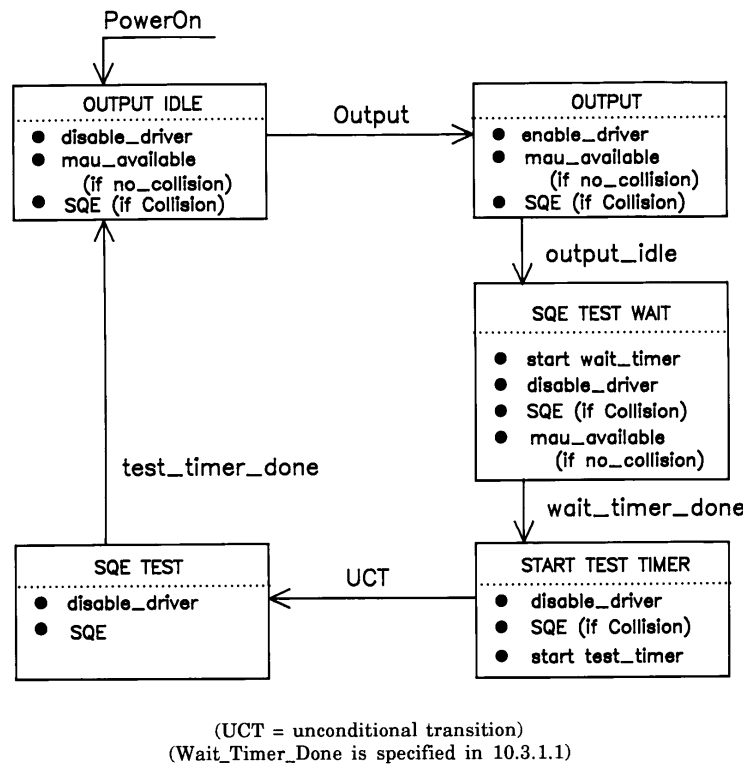 PowerOn
OUTPUT IDLE
● disable_driver
● mau_available
(if no_collision)
● SQE (if Collision)
Output
OUTPUT
● enable_driver
● mau_available
(if no_collision)
● SQE (if Collision)
output_idle
SQE TEST WAIT
● start wait_timer
● disable_driver
● SQE (if Collision)
● mau_available
(if no_collision)
wait_timer_done
START TEST TIMER
● disable_driver
● SQE (if Collision)
● start test_timer
UCT
SQE TEST
● disable_driver
● SQE
test_timer_done
(UCT = unconditional transition)
(Wait_Timer_Done is specified in 10.3.1.1)